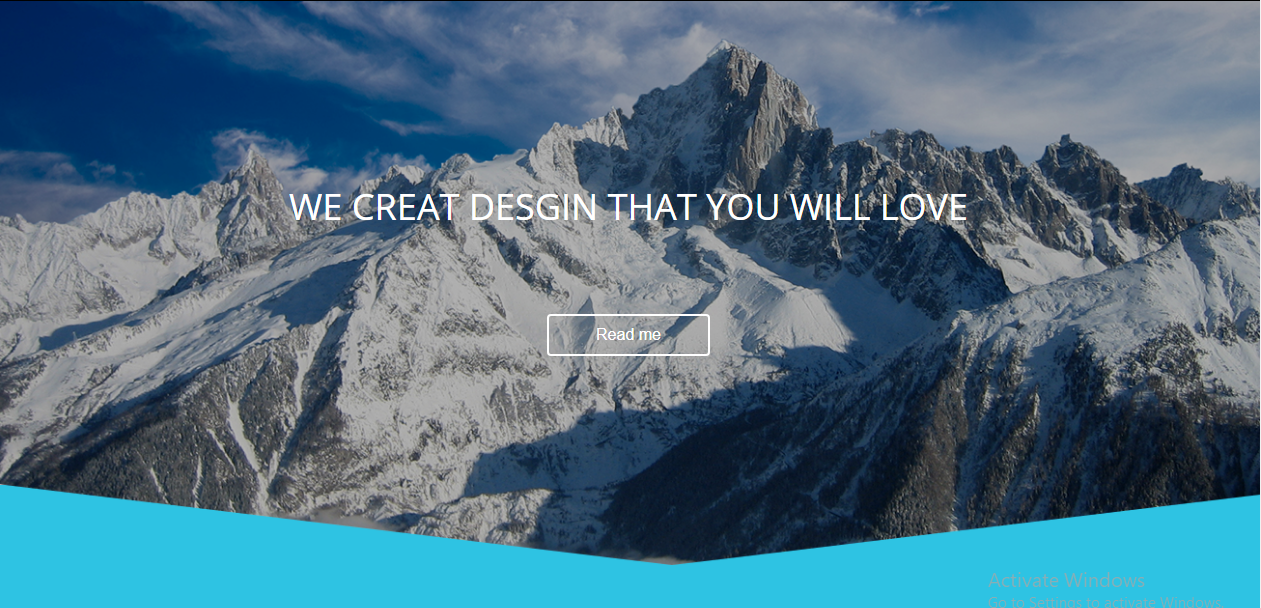 WE CREAT DESGIN THAT YOU WILL LOVE
Read me
Activate Windows
Go to Settings to activate Windows.